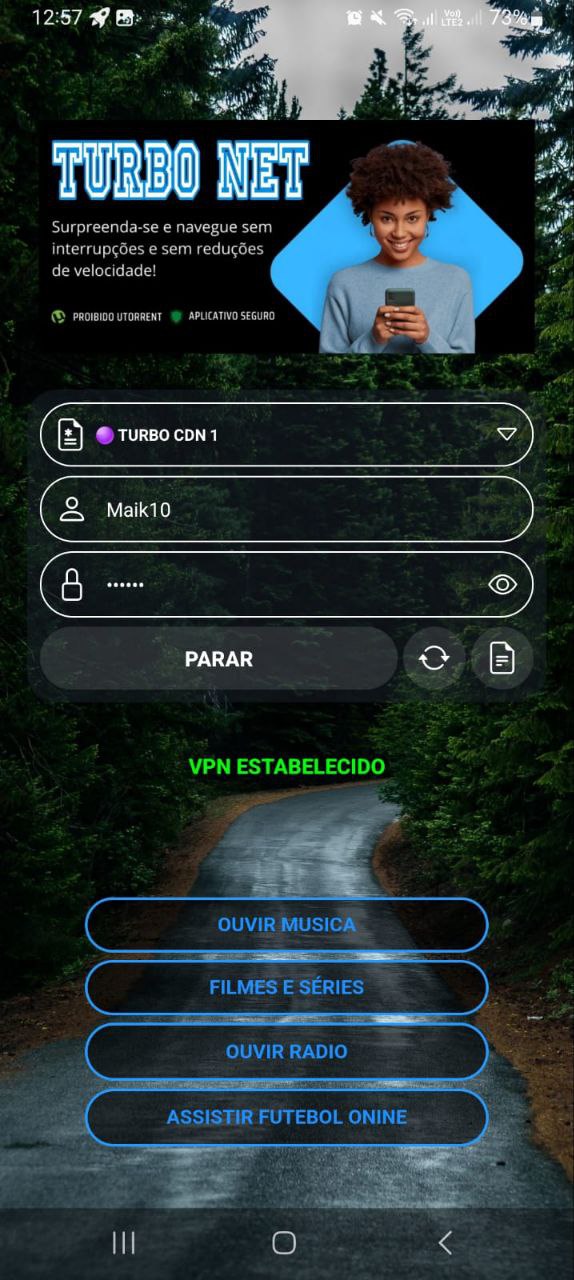 12:57
Vo)) LTE2 73%
TURBO NET
Surpreenda-se e navegue sem
interrupções e sem reduções
de velocidade!
PROIBIDO UTORRENT APLICATIVO SEGURO
TURBO CDN 1
Maik10
••••••
PARAR
VPN ESTABELECIDO
OUVIR MUSICA
FILMES E SÉRIES
OUVIR RADIO
ASSISTIR FUTEBOL ONINE